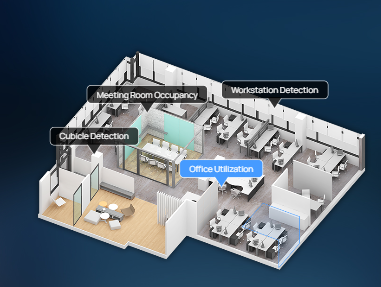 Workstation Detection
Meeting Room Occupancy
Cubicle Detection
Office Utilization